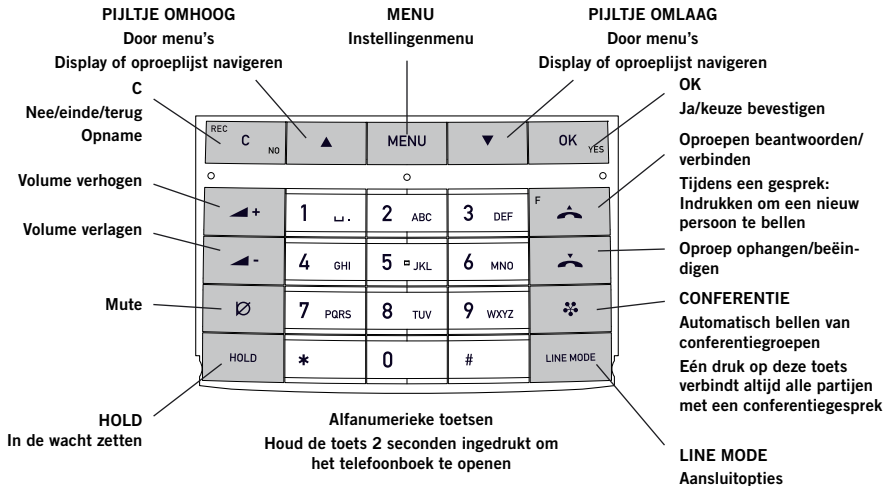 PIJLTJE OMHOOG
Door menu's
Display of oproeplijst navigeren
MENU
Instellingenmenu
PIJLTJE OMLAAG
Door menu's
Display of oproeplijst navigeren
C
Nee/einde/terug
Opname
OK
Ja/keuze bevestigen
Oproepen beantwoorden/
verbinden
Tijdens een gesprek:
Indrukken om een nieuw
persoon te bellen
Volume verhogen
Volume verlagen
Oproep ophangen/beëin-
digen
Mute
CONFERENTIE
Automatisch bellen van
conferentiegroepen
Eén druk op deze toets
verbindt altijd alle partijen
met een conferentiegesprek
HOLD
In de wacht zetten
Alfanumerieke toetsen
Houd de toets 2 seconden ingedrukt om
het telefoonboek te openen
LINE MODE
Aansluitopties
REC C NO ▲ MENU ▼ OK YES
+ 1 ␣. 2 ABC 3 DEF F
- 4 GHI 5 JKL 6 MNO
7 PQRS 8 TUV 9 WXYZ
HOLD * 0 # LINE MODE